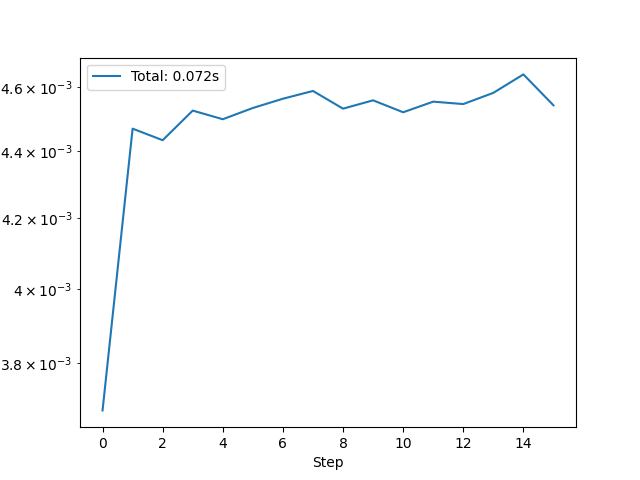 Total: 0.072s
4.6 × 10⁻³
4.4 × 10⁻³
4.2 × 10⁻³
4 × 10⁻³
3.8 × 10⁻³
0 2 4 6 8 10 12 14
Step